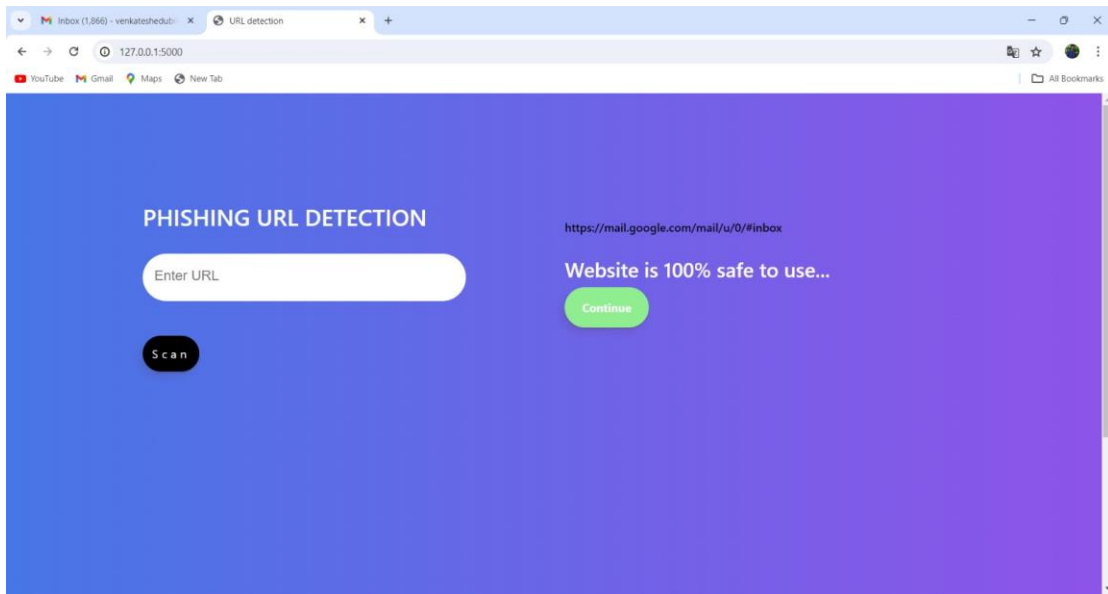 Inbox (1,866) - venkateshedub
URL detection
127.0.0.1:5000
YouTube
Gmail
Maps
New Tab
All Bookmarks
PHISHING URL DETECTION
Enter URL
Scan
https://mail.google.com/mail/u/0/#inbox
Website is 100% safe to use...
Continue